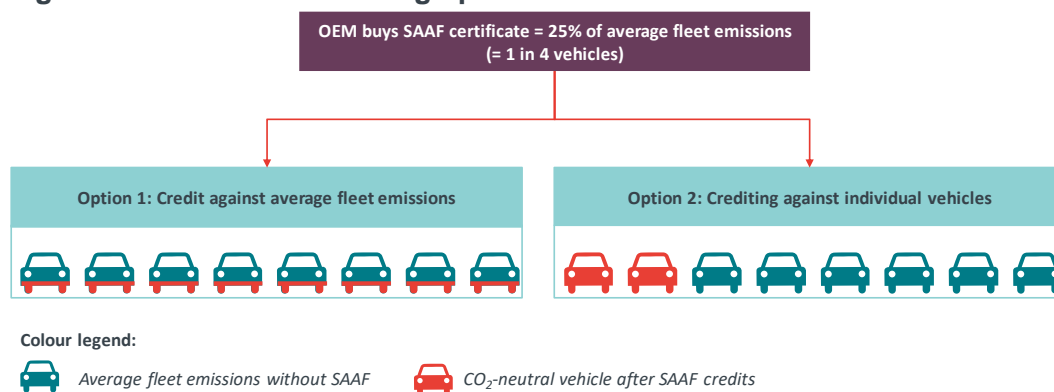 OEM buys SAAF certificate = 25% of average fleet emissions
(= 1 in 4 vehicles)
Option 1: Credit against average fleet emissions
Option 2: Crediting against individual vehicles
Colour legend:
Average fleet emissions without SAAF
CO₂-neutral vehicle after SAAF credits